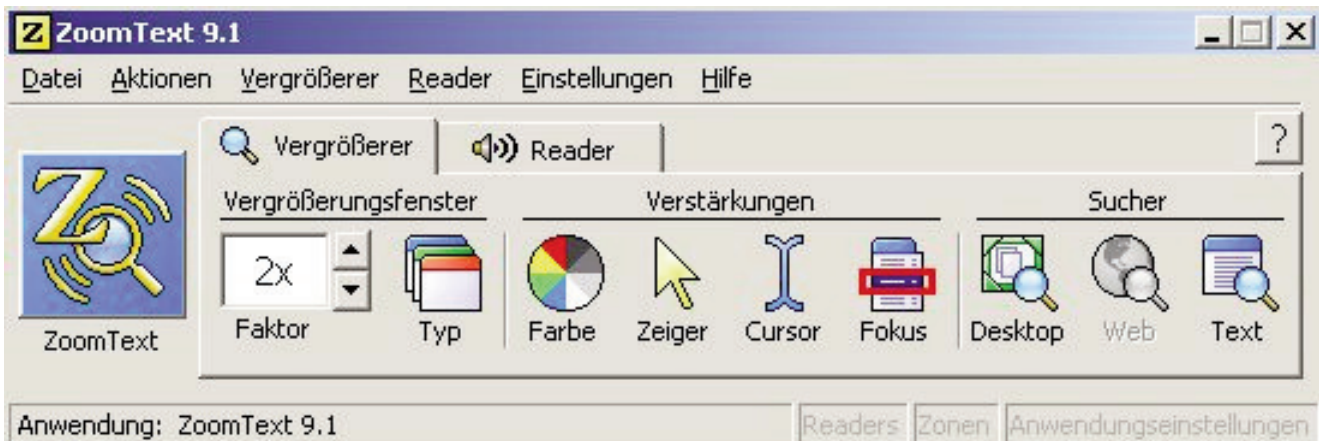 ZoomText 9.1
Datei Aktionen Vergrößerer Reader Einstellungen Hilfe
Vergrößerer Reader ?
Vergrößerungsfenster Verstärkungen Sucher
2x
ZoomText Faktor Typ Farbe Zeiger Cursor Fokus Desktop Web Text
Anwendung: ZoomText 9.1 Readers Zonen Anwendungseinstellungen